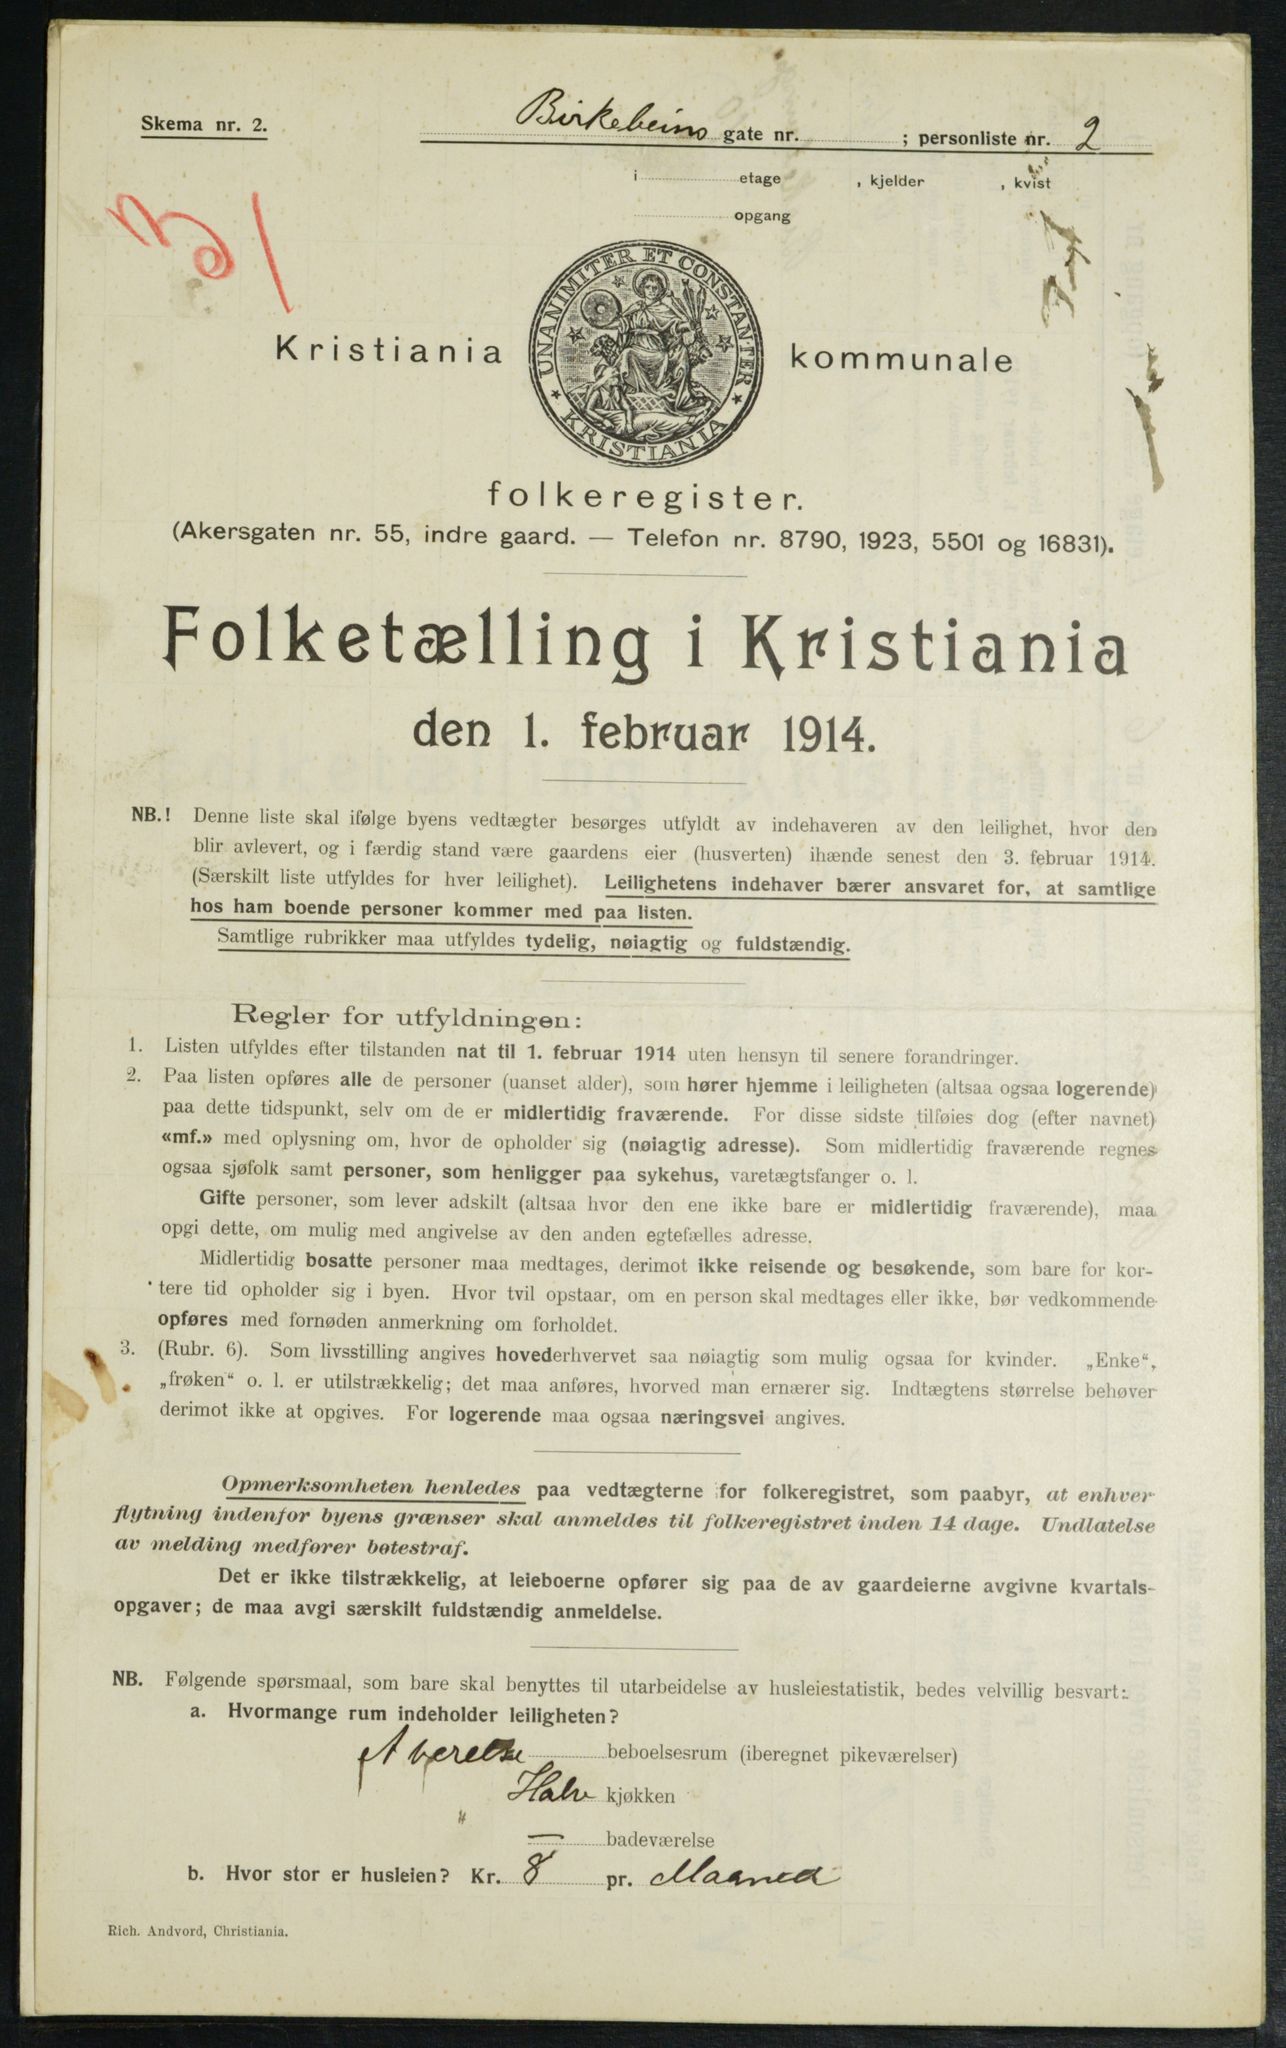 Skema nr. 2.
Birkebeins gate nr. ; personliste nr. 2
i etage , kjelder , kvist
opgang
UNANIMITER ET CONSTANTER
KRISTIANIA
Kristiania kommunale
folkeregister.
(Akersgaten nr. 55, indre gaard. — Telefon nr. 8790, 1923, 5501 og 16831).
Folketælling i Kristiania
den 1. februar 1914.
NB.! Denne liste skal ifølge byens vedtægter besørges utfyldt av indehaveren av den leilighet, hvor den
blir avlevert, og i færdig stand være gaardens eier (husverten) ihænde senest den 3. februar 1914.
(Særskilt liste utfyldes for hver leilighet). Leilighetens indehaver bærer ansvaret for, at samtlige
hos ham boende personer kommer med paa listen.
Samtlige rubrikker maa utfyldes tydelig, nøiagtig og fuldstændig.
Regler for utfyldningen:
1. Listen utfyldes efter tilstanden nat til 1. februar 1914 uten hensyn til senere forandringer.
2. Paa listen opføres alle de personer (uanset alder), som hører hjemme i leiligheten (altsaa ogsaa logerende)
paa dette tidspunkt, selv om de er midlertidig fraværende. For disse sidste tilføies dog (efter navnet)
«mf.» med oplysning om, hvor de opholder sig (nøiagtig adresse). Som midlertidig fraværende regnes
ogsaa sjøfolk samt personer, som henligger paa sykehus, varetægtsfanger o. l.
Gifte personer, som lever adskilt (altsaa hvor den ene ikke bare er midlertidig fraværende), maa
opgi dette, om mulig med angivelse av den anden egtefælles adresse.
Midlertidig bosatte personer maa medtages, derimot ikke reisende og besøkende, som bare for kor-
tere tid opholder sig i byen. Hvor tvil opstaar, om en person skal medtages eller ikke, bør vedkommende
opføres med fornøden anmerkning om forholdet.
3. (Rubr. 6). Som livsstilling angives hovederhvervet saa nøiagtig som mulig ogsaa for kvinder. „Enke“,
„frøken“ o. l. er utilstrækkelig; det maa anføres, hvorved man ernærer sig. Indtægtens størrelse behøver
derimot ikke at opgives. For logerende maa ogsaa næringsvei angives.
Opmerksomheten henledes paa vedtægterne for folkeregistret, som paabyr, at enhver
flytning indenfor byens grænser skal anmeldes til folkeregistret inden 14 dage. Undlatelse
av melding medfører bøtestraf.
Det er ikke tilstrækkelig, at leieboerne opfører sig paa de av gaardeierne avgivne kvartals-
opgaver; de maa avgi særskilt fuldstændig anmeldelse.
NB. Følgende spørsmaal, som bare skal benyttes til utarbeidelse av husleiestatistik, bedes velvillig besvart:
a. Hvormange rum indeholder leiligheten?
beboelsesrum (iberegnet pikeværelser)
Halv kjøkken
— badeværelse
b. Hvor stor er husleien? Kr. 8 pr. Maaned
Rich. Andvord, Christiania.